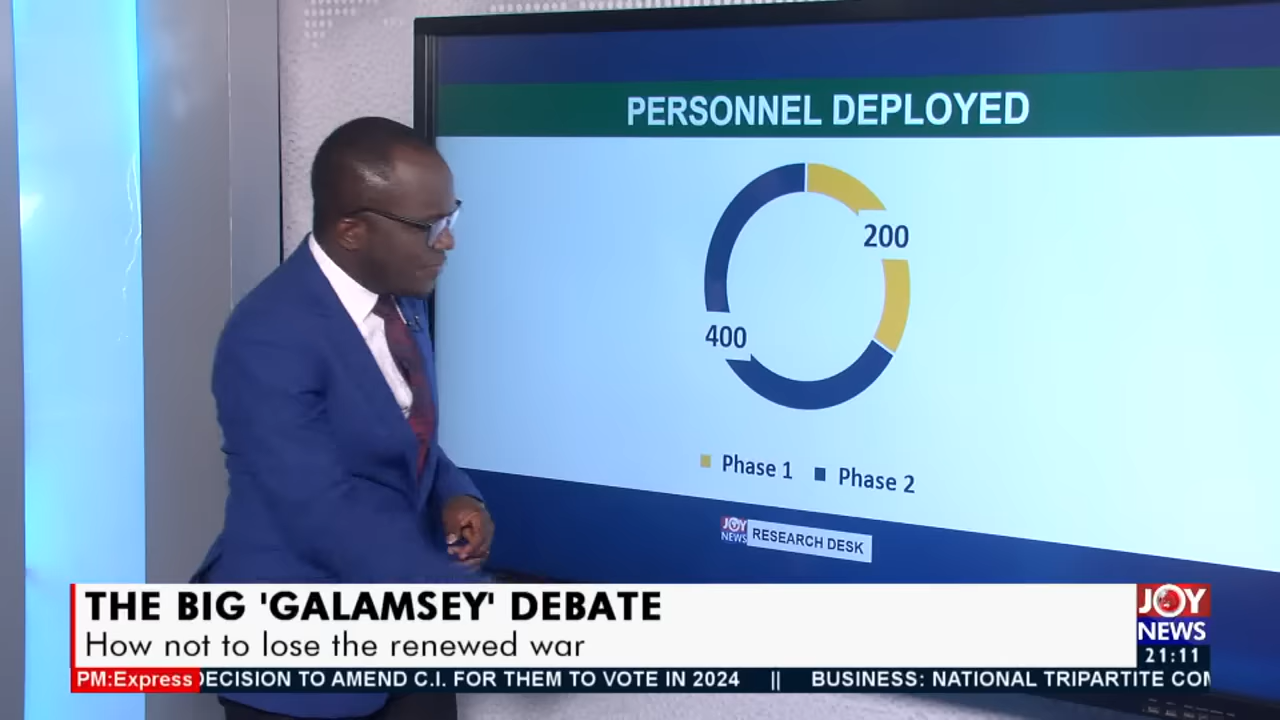 PERSONNEL DEPLOYED
200
400
Phase 1 Phase 2
JOY
NEWS
RESEARCH DESK
THE BIG 'GALAMSEY' DEBATE
How not to lose the renewed war
JOY
NEWS
21:11
PM:Express DECISION TO AMEND C.I. FOR THEM TO VOTE IN 2024 || BUSINESS: NATIONAL TRIPARTITE COM